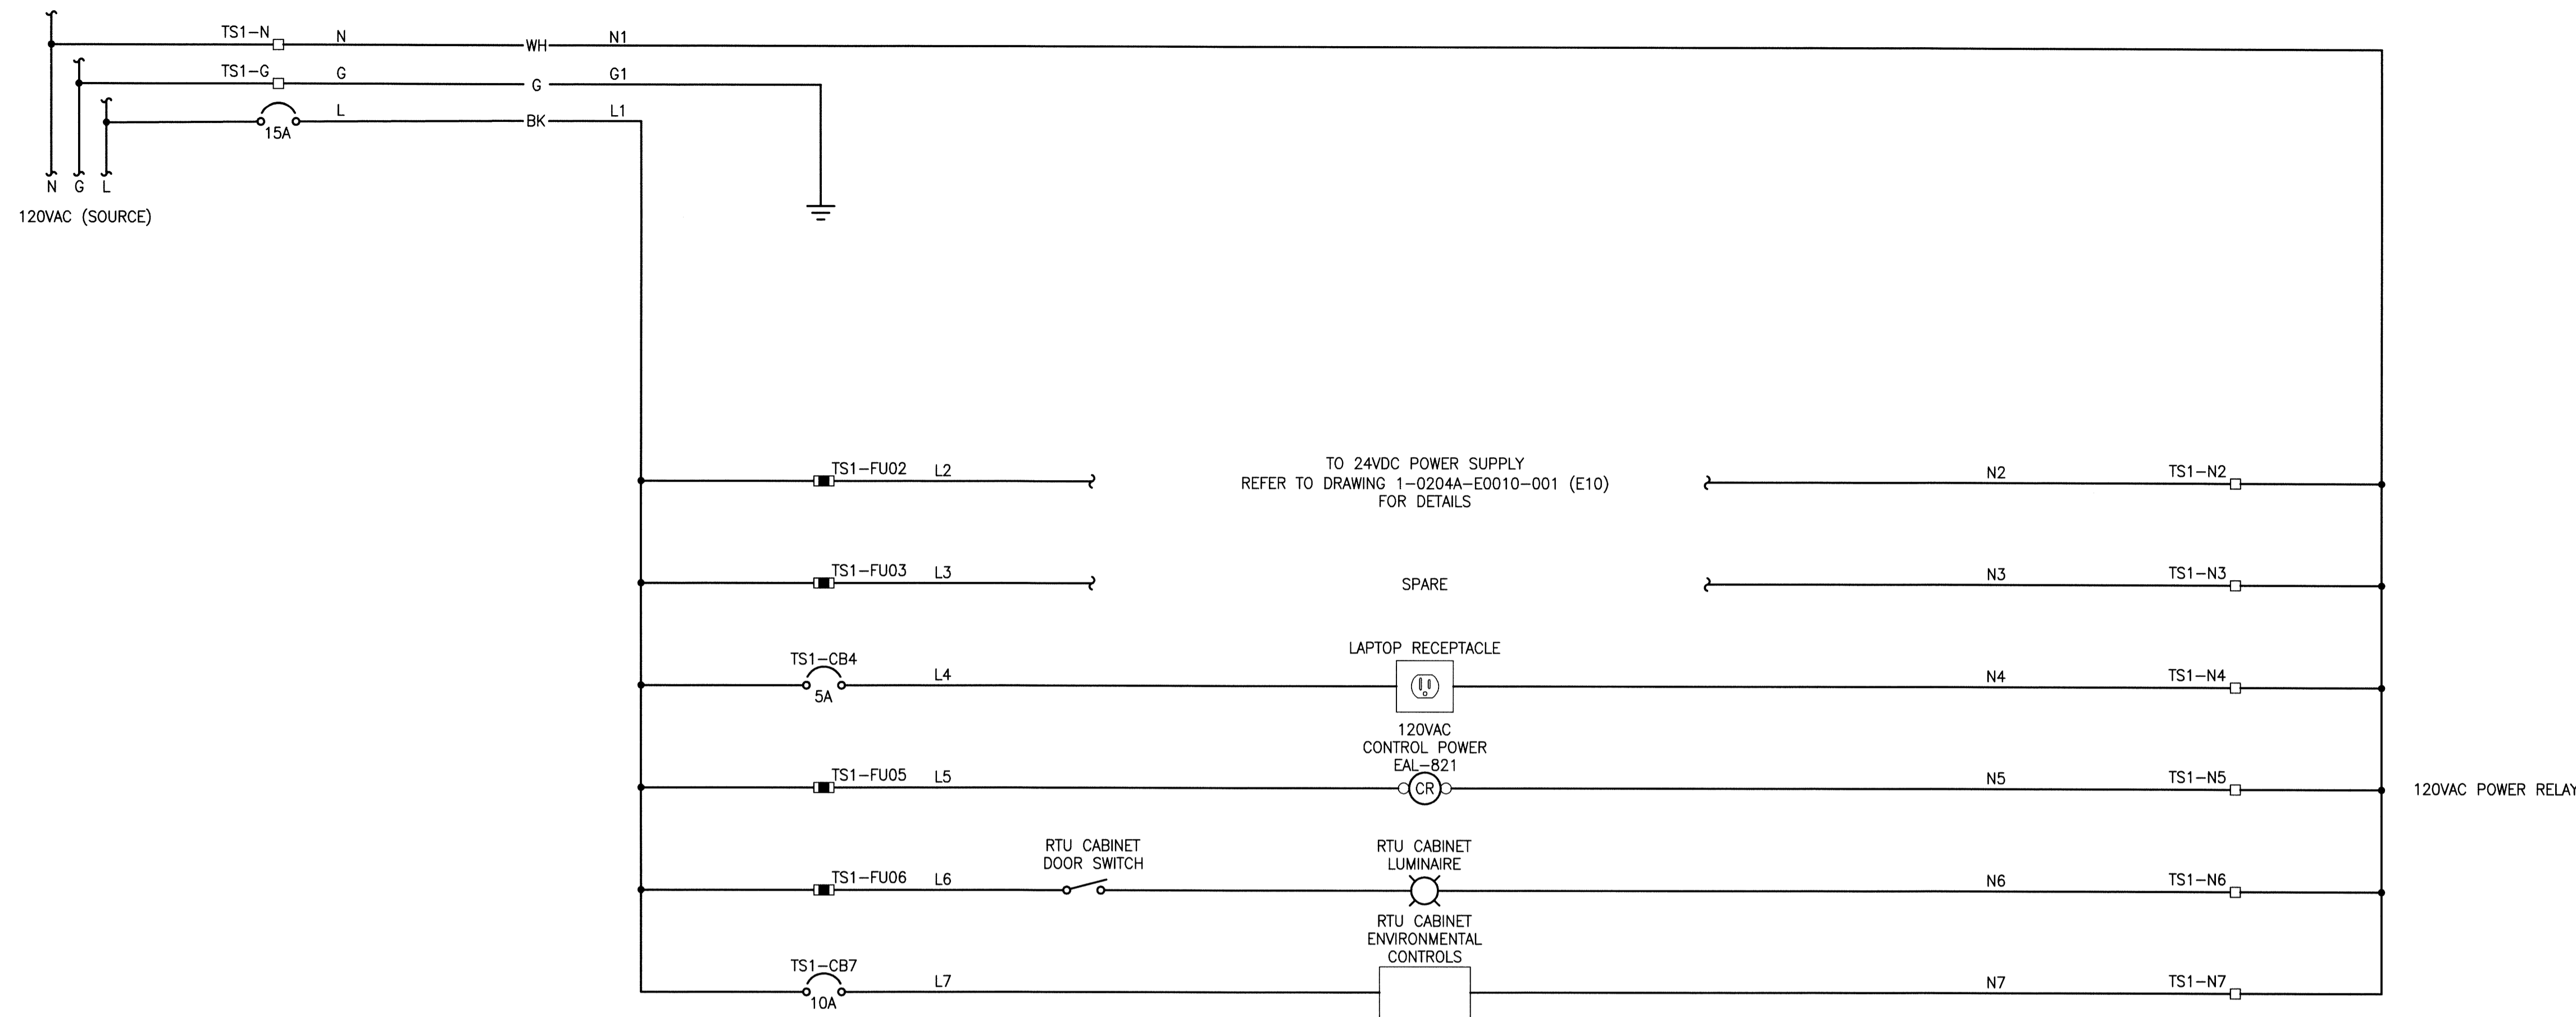 TS1-N N WH N1
TS1-G G G G1
L BK L1
15A
N G L
120VAC (SOURCE)
TO 24VDC POWER SUPPLY
TS1-FU02 L2 REFER TO DRAWING 1-0204A-E0010-001 (E10) N2 TS1-N2
FOR DETAILS
TS1-FU03 L3 SPARE N3 TS1-N3
LAPTOP RECEPTACLE
TS1-CB4 L4 N4 TS1-N4
5A
120VAC
CONTROL POWER
EAL-821
TS1-FU05 L5 CR N5 TS1-N5 120VAC POWER RELAY
RTU CABINET
DOOR SWITCH
RTU CABINET
LUMINAIRE
TS1-FU06 L6 N6 TS1-N6
RTU CABINET
ENVIRONMENTAL
CONTROLS
TS1-CB7 L7 N7 TS1-N7
10A